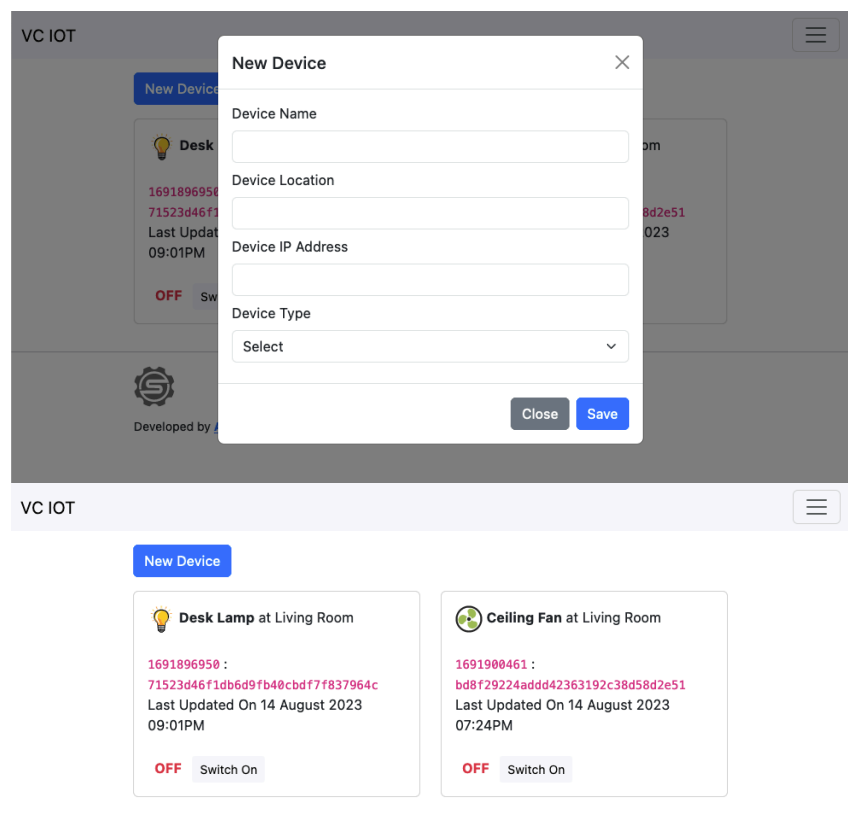 VC IOT
New Device
New Device
Device Name
Desk
om
Device Location
1691896950
71523d46f1
8d2e51
Last Updat
023
09:01PM
Device IP Address
OFF
Sw
Device Type
Select
Close
Save
Developed by
VC IOT
New Device
Desk Lamp at Living Room
1691896950 :
71523d46f1db6d9fb40cbdf7f837964c
Last Updated On 14 August 2023
09:01PM
OFF
Switch On
Ceiling Fan at Living Room
1691900461 :
bd8f29224addd42363192c38d58d2e51
Last Updated On 14 August 2023
07:24PM
OFF
Switch On